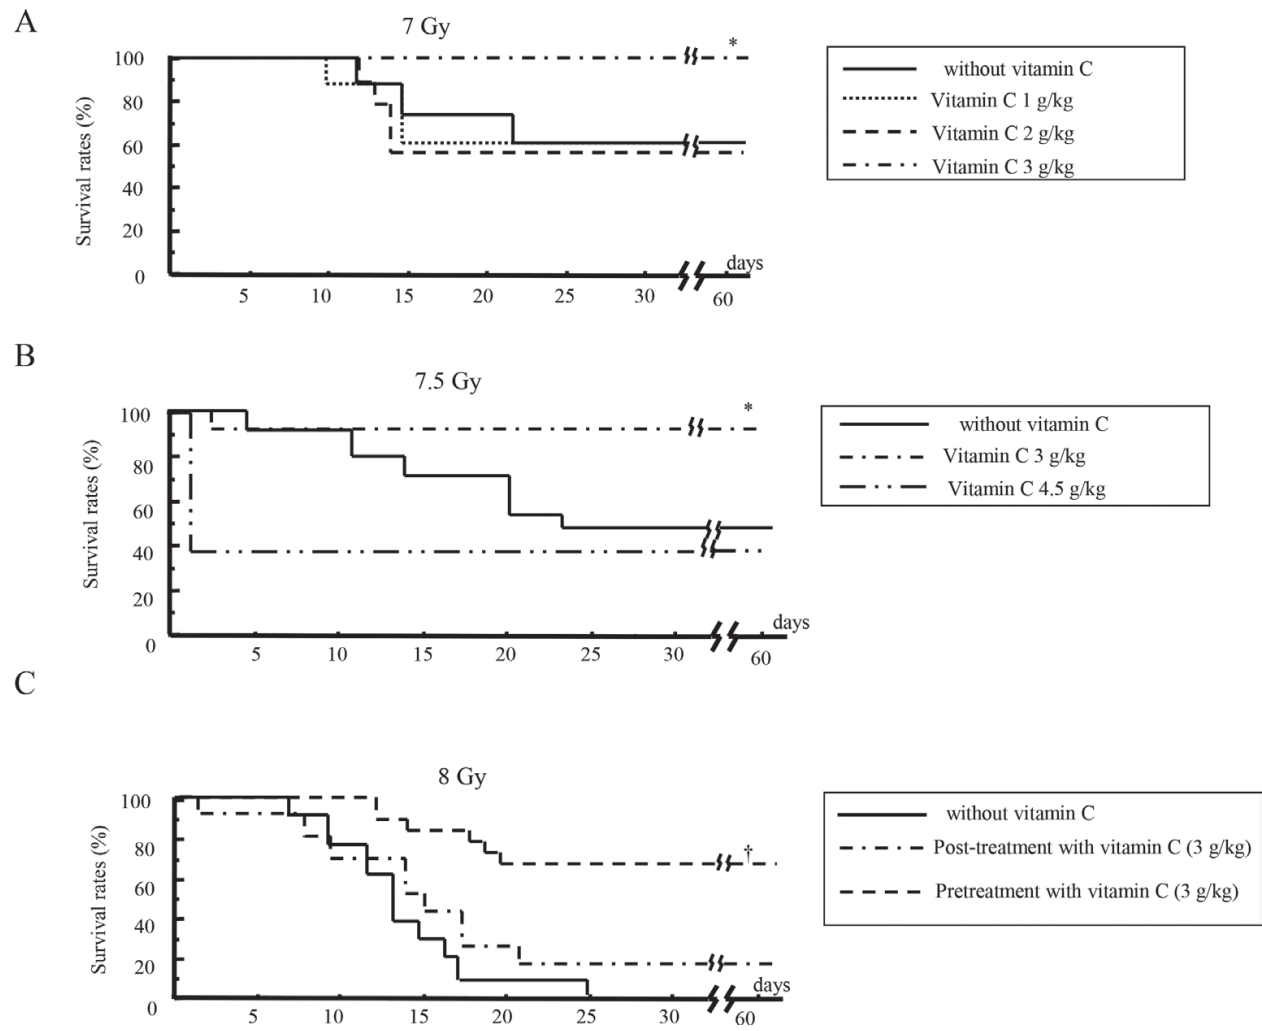 A
7 Gy
Survival rates (%)
100
80
60
40
20
0
*
days
5 10 15 20 25 30 60
without vitamin C
Vitamin C 1 g/kg
Vitamin C 2 g/kg
Vitamin C 3 g/kg
B
7.5 Gy
Survival rates (%)
100
80
60
40
20
0
*
days
5 10 15 20 25 30 60
without vitamin C
Vitamin C 3 g/kg
Vitamin C 4.5 g/kg
C
8 Gy
Survival rates (%)
100
80
60
40
20
0
†
days
5 10 15 20 25 30 60
without vitamin C
Post-treatment with vitamin C (3 g/kg)
Pretreatment with vitamin C (3 g/kg)